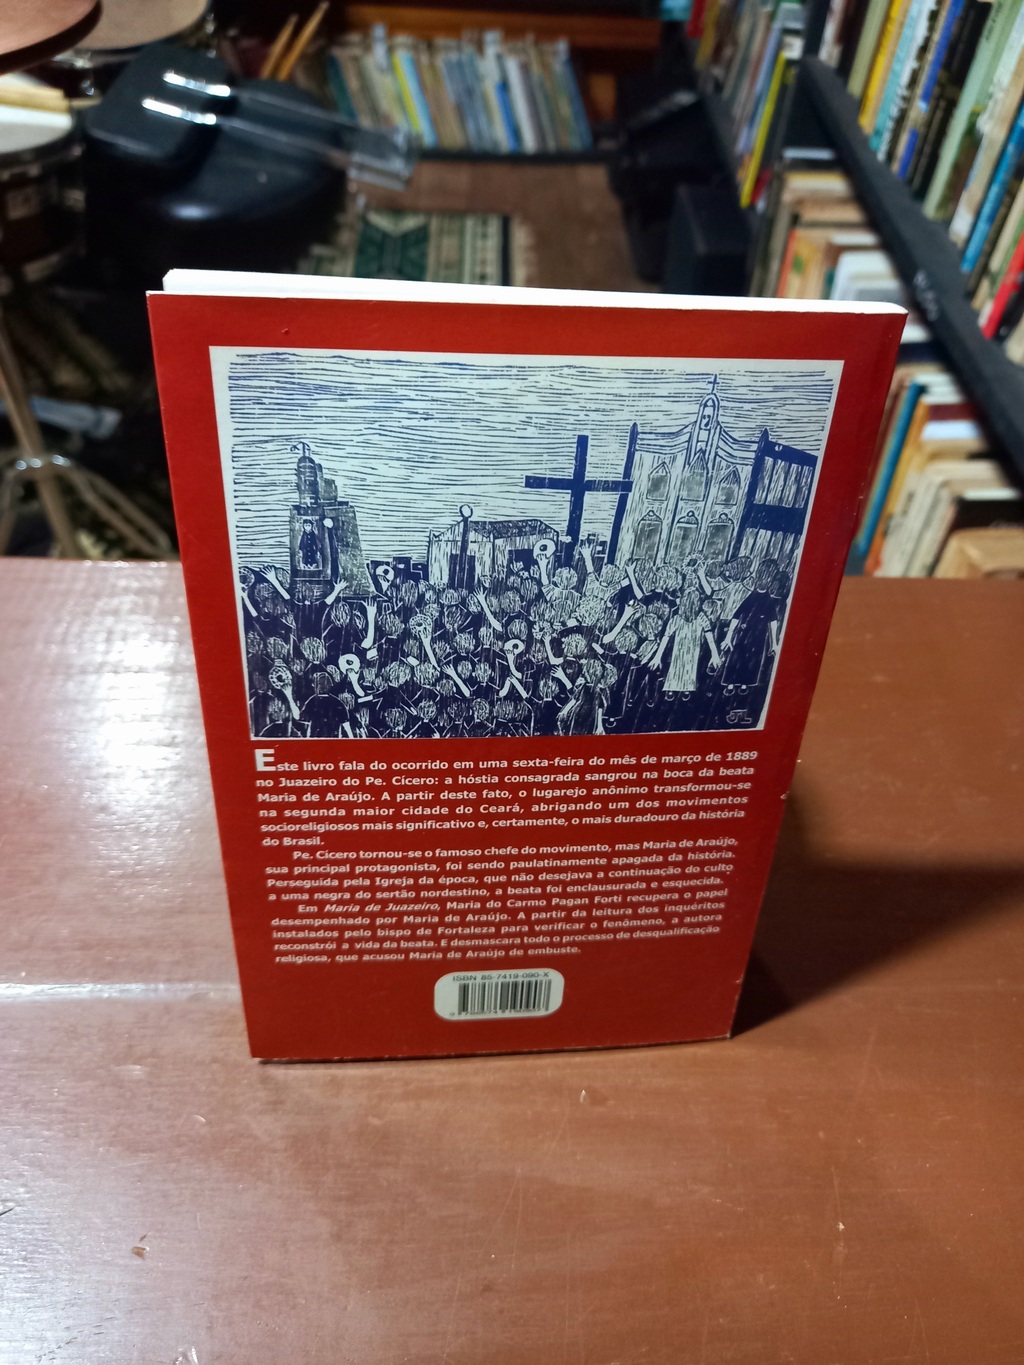 JL
Este livro fala do ocorrido em uma sexta-feira do mês de março de 1889
no Juazeiro do Pe. Cícero: a hóstia consagrada sangrou na boca da beata
Maria de Araújo. A partir deste fato, o lugarejo anônimo transformou-se
na segunda maior cidade do Ceará, abrigando um dos movimentos
socioreligiosos mais significativo e, certamente, o mais duradouro da história
do Brasil.
Pe. Cícero tornou-se o famoso chefe do movimento, mas Maria de Araújo,
sua principal protagonista, foi sendo paulatinamente apagada da história.
Perseguida pela Igreja da época, que não desejava a continuação do culto
a uma negra do sertão nordestino, a beata foi enclausurada e esquecida.
Em Maria de Juazeiro, Maria do Carmo Pagan Forti recupera o papel
desempenhado por Maria de Araújo. A partir da leitura dos inquéritos
instalados pelo bispo de Fortaleza para verificar o fenômeno, a autora
reconstrói a vida da beata. E desmascara todo o processo de desqualificação
religiosa, que acusou Maria de Araújo de embuste.
ISBN 85-7419-090-X